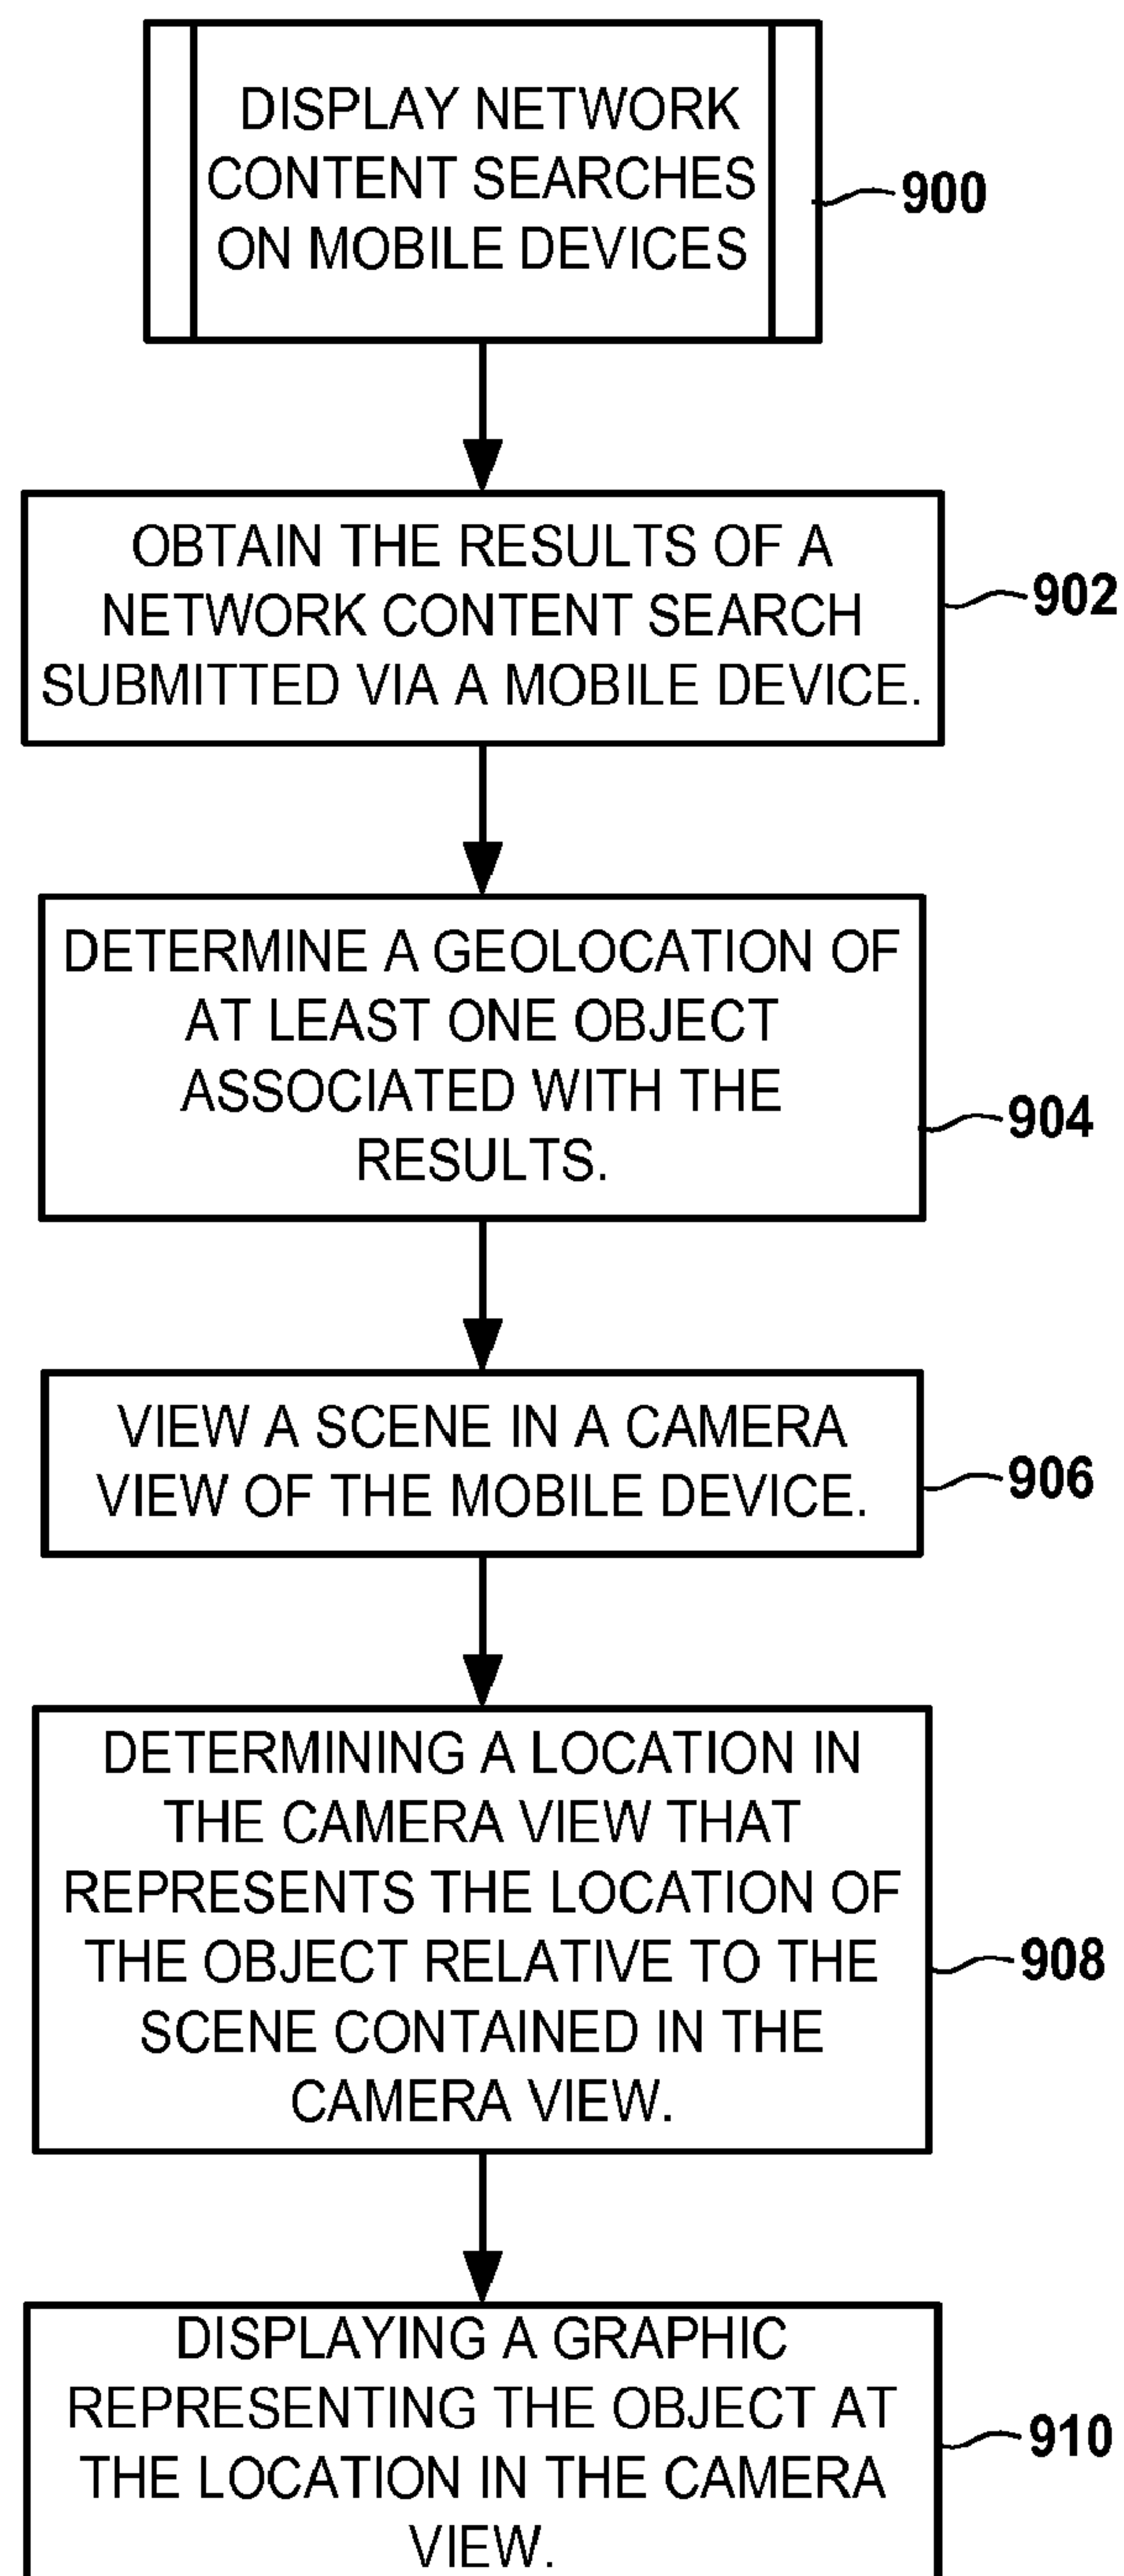 DISPLAY NETWORK
CONTENT SEARCHES
ON MOBILE DEVICES
900
OBTAIN THE RESULTS OF A
NETWORK CONTENT SEARCH
SUBMITTED VIA A MOBILE DEVICE.
902
DETERMINE A GEOLOCATION OF
AT LEAST ONE OBJECT
ASSOCIATED WITH THE
RESULTS.
904
VIEW A SCENE IN A CAMERA
VIEW OF THE MOBILE DEVICE.
906
DETERMINING A LOCATION IN
THE CAMERA VIEW THAT
REPRESENTS THE LOCATION OF
THE OBJECT RELATIVE TO THE
SCENE CONTAINED IN THE
CAMERA VIEW.
908
DISPLAYING A GRAPHIC
REPRESENTING THE OBJECT AT
THE LOCATION IN THE CAMERA
VIEW.
910